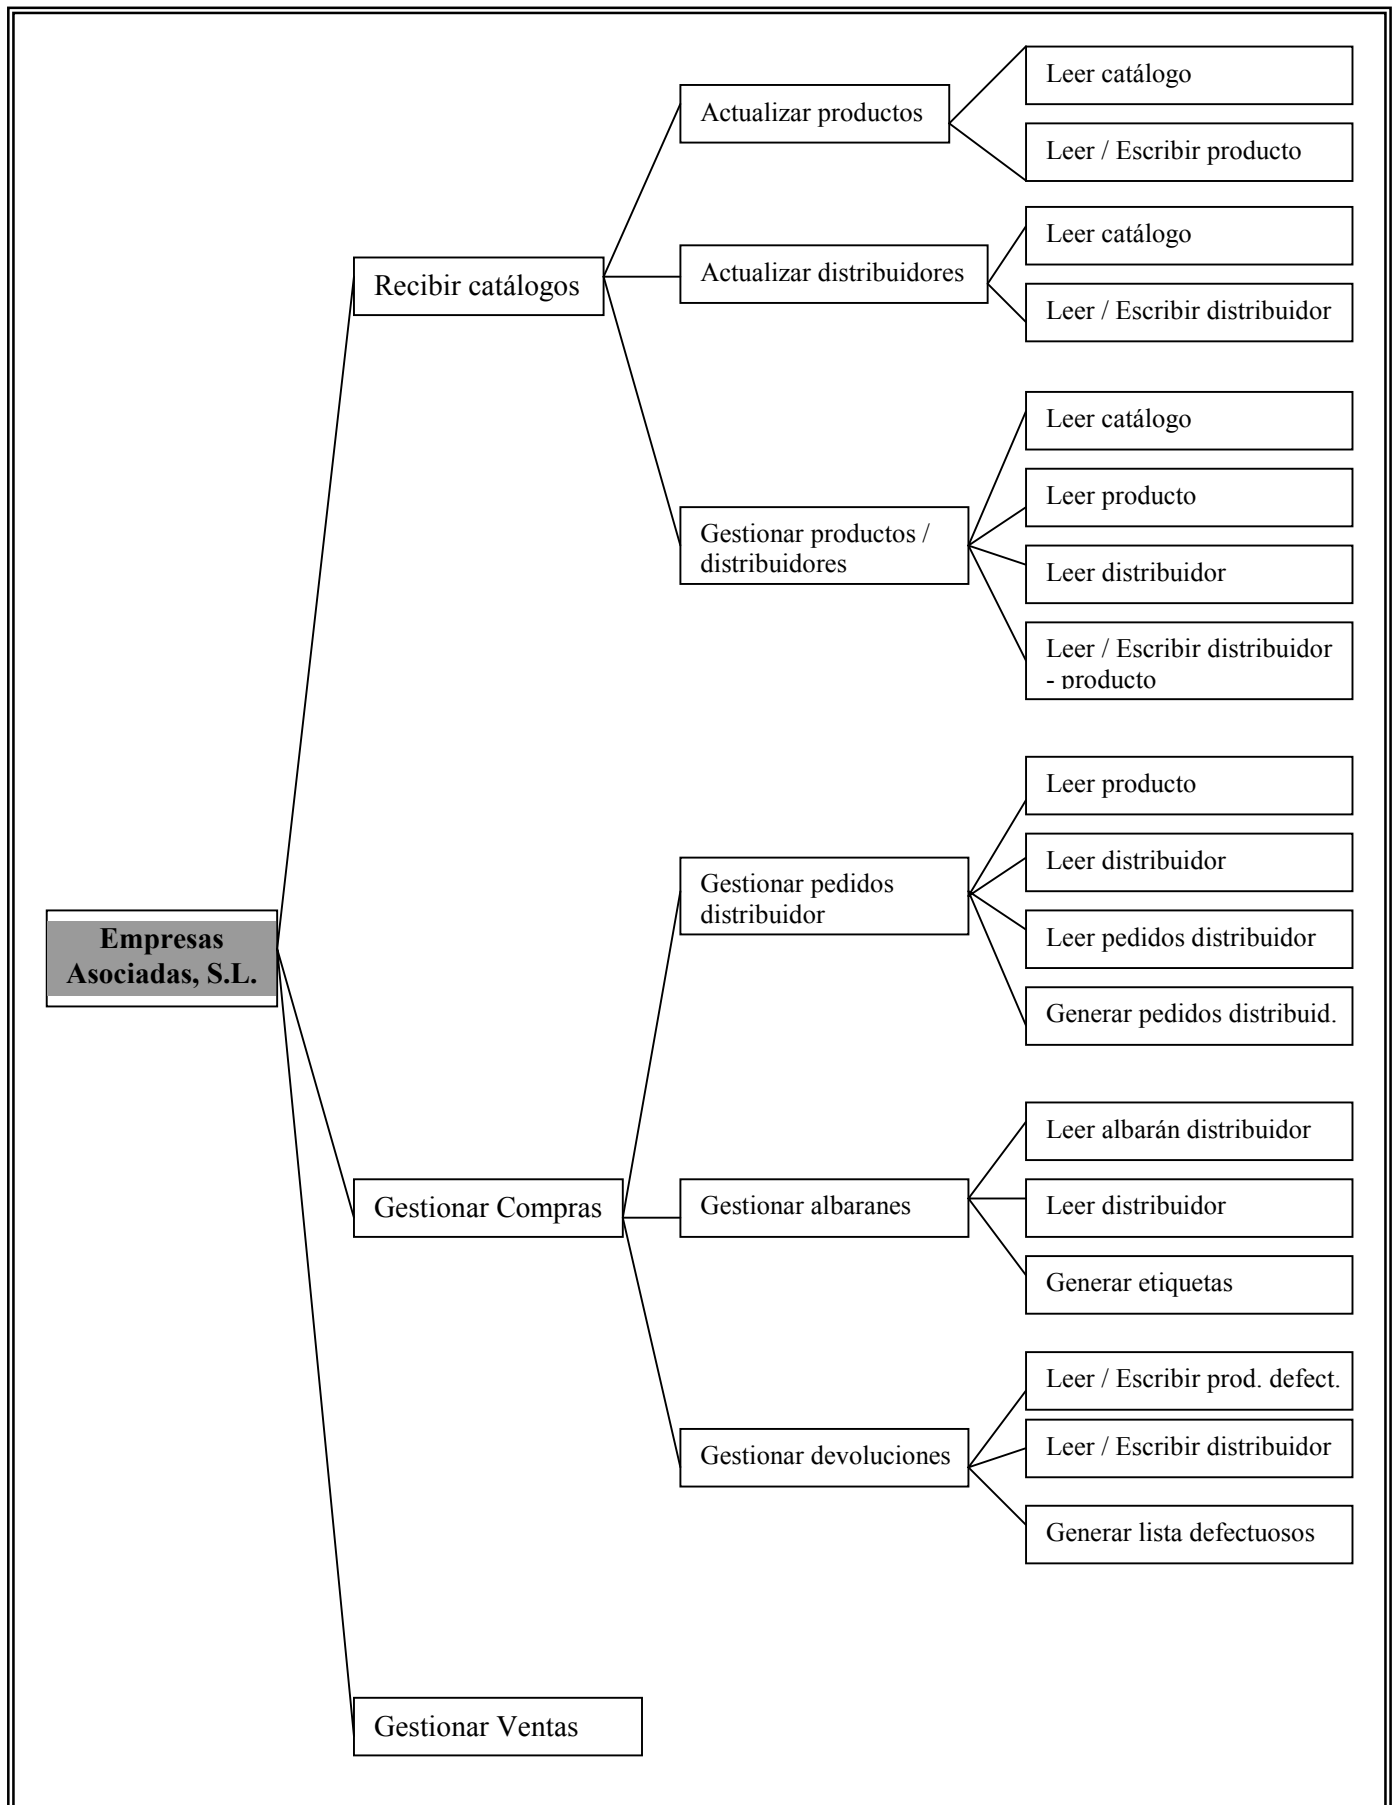 Leer catálogo
Actualizar productos
Leer / Escribir producto
Leer catálogo
Actualizar distribuidores
Recibir catálogos
Leer / Escribir distribuidor
Leer catálogo
Leer producto
Gestionar productos /
distribuidores
Leer distribuidor
Leer / Escribir distribuidor
- producto
Leer producto
Leer distribuidor
Gestionar pedidos
distribuidor
Empresas
Asociadas, S.L.
Leer pedidos distribuidor
Generar pedidos distribuid.
Leer albarán distribuidor
Gestionar Compras
Gestionar albaranes
Leer distribuidor
Generar etiquetas
Leer / Escribir prod. defect.
Leer / Escribir distribuidor
Gestionar devoluciones
Generar lista defectuosos
Gestionar Ventas